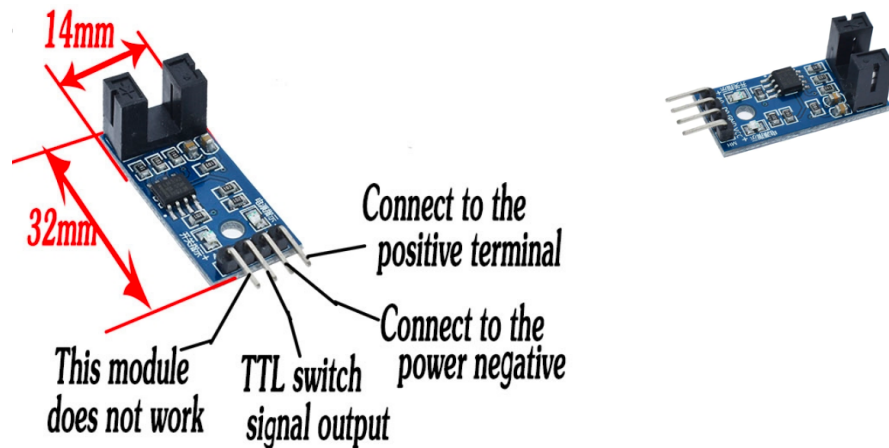 14mm
32mm
Connect to the
positive terminal
Connect to the
power negative
This module
does not work
TTL switch
signal output